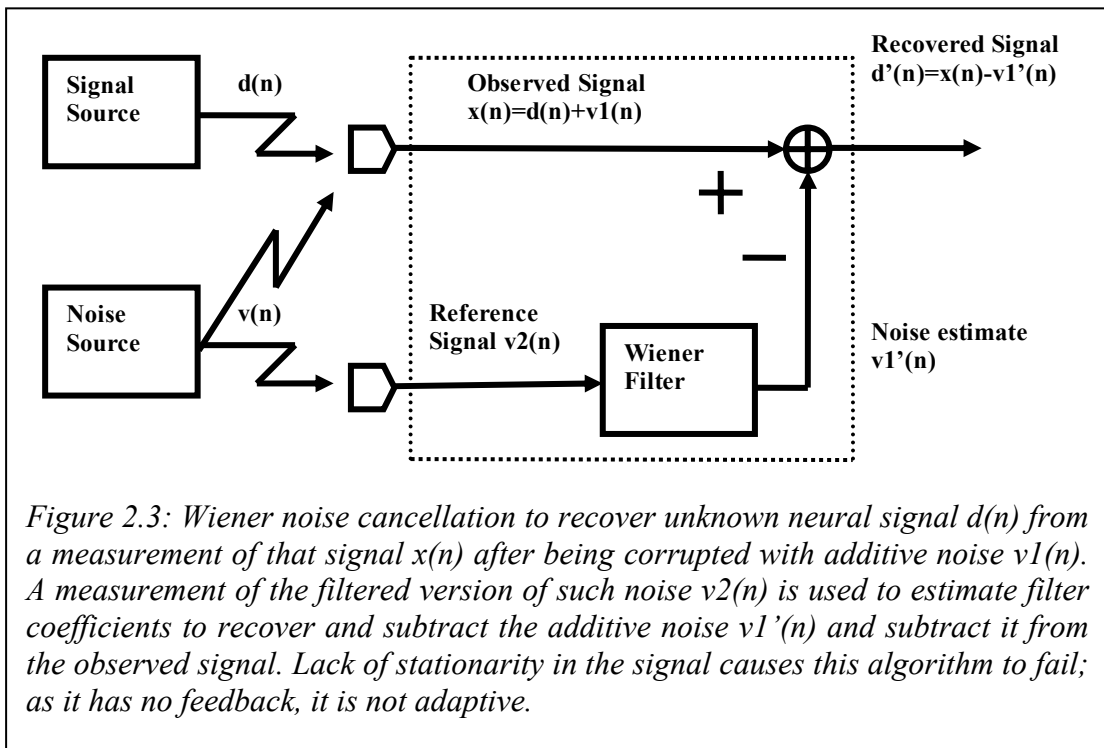 Signal
Source
d(n)
Observed Signal
x(n)=d(n)+v1(n)
Recovered Signal
d’(n)=x(n)-v1’(n)
+
−
Noise
Source
v(n)
Reference
Signal v2(n)
Wiener
Filter
Noise estimate
v1’(n)
Figure 2.3: Wiener noise cancellation to recover unknown neural signal d(n) from
a measurement of that signal x(n) after being corrupted with additive noise v1(n).
A measurement of the filtered version of such noise v2(n) is used to estimate filter
coefficients to recover and subtract the additive noise v1’(n) and subtract it from
the observed signal. Lack of stationarity in the signal causes this algorithm to fail;
as it has no feedback, it is not adaptive.